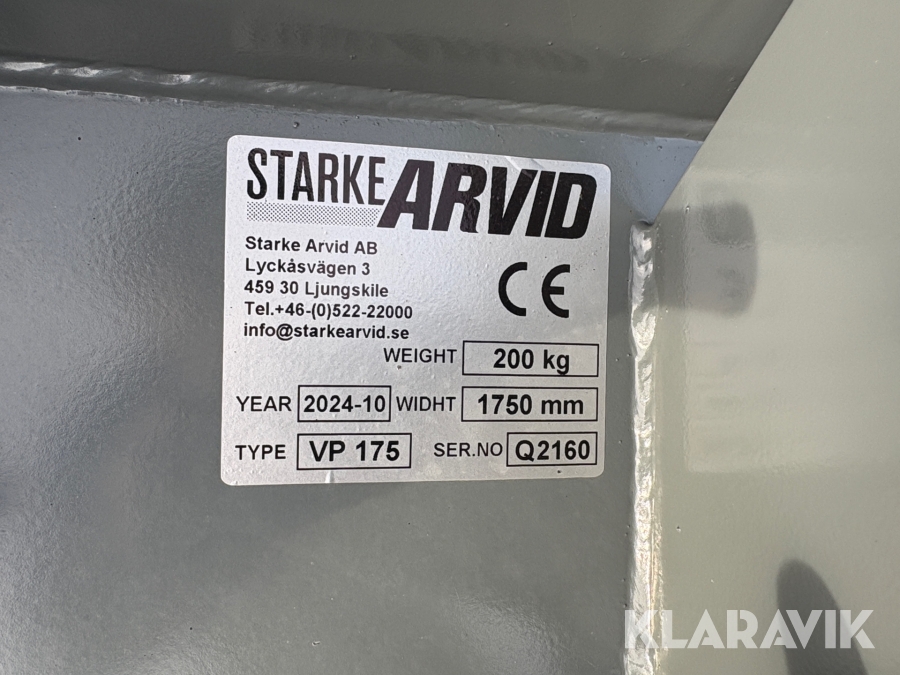 STARKE ARVID
Starke Arvid AB
Lyckåsvägen 3
459 30 Ljungskile
Tel.+46-(0)522-22000
info@starkearvid.se
CE
WEIGHT 200 kg
YEAR 2024-10 WIDHT 1750 mm
TYPE VP 175 SER.NO Q2160
KLARAVIK